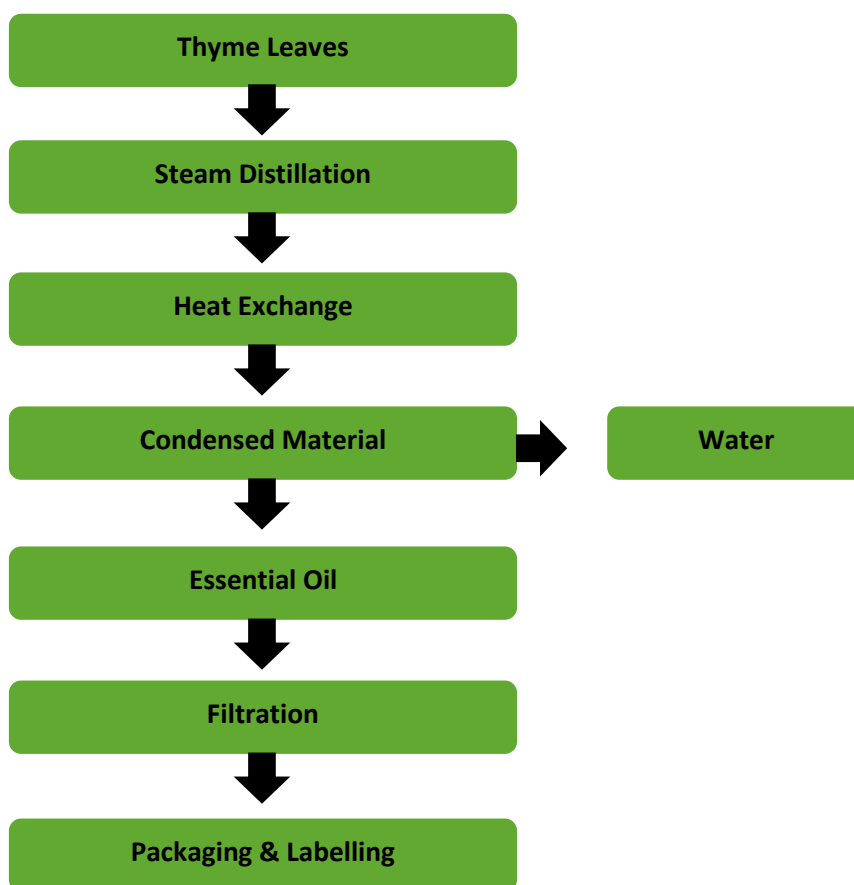 Thyme Leaves
Steam Distillation
Heat Exchange
Condensed Material
Water
Essential Oil
Filtration
Packaging & Labelling